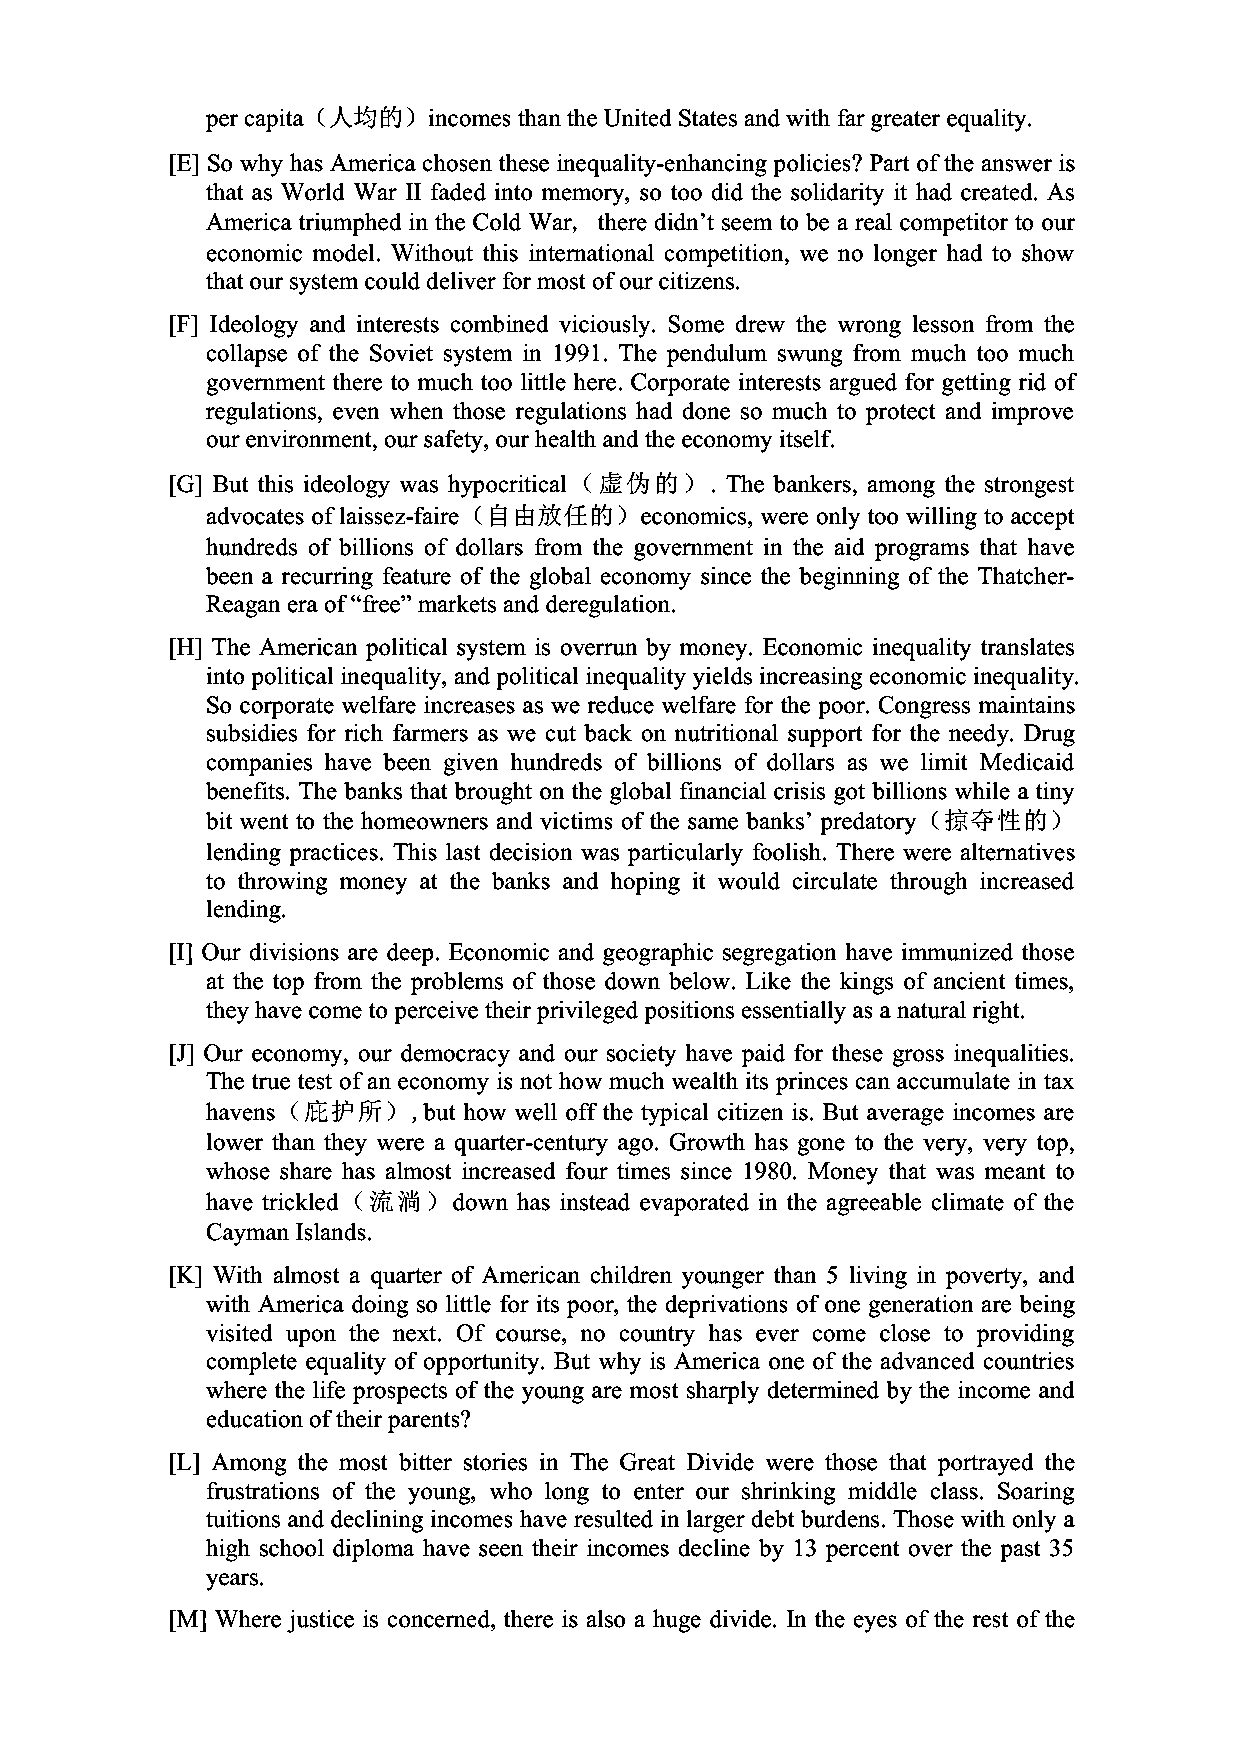 per capita（人均的）incomes than the United States and with far greater equality.
[E] So why has America chosen these inequality-enhancing policies? Part of the answer is
that as World War II faded into memory, so too did the solidarity it had created. As
America triumphed in the Cold War, there didn’t seem to be a real competitor to our
economic model. Without this international competition, we no longer had to show
that our system could deliver for most of our citizens.
[F] Ideology and interests combined viciously. Some drew the wrong lesson from the
collapse of the Soviet system in 1991. The pendulum swung from much too much
government there to much too little here. Corporate interests argued for getting rid of
regulations, even when those regulations had done so much to protect and improve
our environment, our safety, our health and the economy itself.
[G] But this ideology was hypocritical（虚伪的）. The bankers, among the strongest
advocates of laissez-faire（自由放任的）economics, were only too willing to accept
hundreds of billions of dollars from the government in the aid programs that have
been a recurring feature of the global economy since the beginning of the Thatcher-
Reagan era of “free” markets and deregulation.
[H] The American political system is overrun by money. Economic inequality translates
into political inequality, and political inequality yields increasing economic inequality.
So corporate welfare increases as we reduce welfare for the poor. Congress maintains
subsidies for rich farmers as we cut back on nutritional support for the needy. Drug
companies have been given hundreds of billions of dollars as we limit Medicaid
benefits. The banks that brought on the global financial crisis got billions while a tiny
bit went to the homeowners and victims of the same banks’ predatory（掠夺性的）
lending practices. This last decision was particularly foolish. There were alternatives
to throwing money at the banks and hoping it would circulate through increased
lending.
[I] Our divisions are deep. Economic and geographic segregation have immunized those
at the top from the problems of those down below. Like the kings of ancient times,
they have come to perceive their privileged positions essentially as a natural right.
[J] Our economy, our democracy and our society have paid for these gross inequalities.
The true test of an economy is not how much wealth its princes can accumulate in tax
havens（庇护所）, but how well off the typical citizen is. But average incomes are
lower than they were a quarter-century ago. Growth has gone to the very, very top,
whose share has almost increased four times since 1980. Money that was meant to
have trickled（流淌）down has instead evaporated in the agreeable climate of the
Cayman Islands.
[K] With almost a quarter of American children younger than 5 living in poverty, and
with America doing so little for its poor, the deprivations of one generation are being
visited upon the next. Of course, no country has ever come close to providing
complete equality of opportunity. But why is America one of the advanced countries
where the life prospects of the young are most sharply determined by the income and
education of their parents?
[L] Among the most bitter stories in The Great Divide were those that portrayed the
frustrations of the young, who long to enter our shrinking middle class. Soaring
tuitions and declining incomes have resulted in larger debt burdens. Those with only a
high school diploma have seen their incomes decline by 13 percent over the past 35
years.
[M] Where justice is concerned, there is also a huge divide. In the eyes of the rest of the